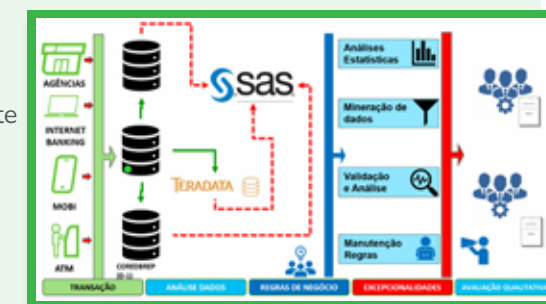 te
AGÊNCIAS
INTERNET
BANKING
MOBI
ATM
TERADATA
sas
Análises
Estatísticas
Mineração de
dados
Validação
e Análise
Manutenção
Regras
TRANSAÇÃO
ANÁLISE DADOS
REGRAS DE NEGÓCIO
EXCEPCIONALIDADES
AVALIAÇÃO QUALITATIVA